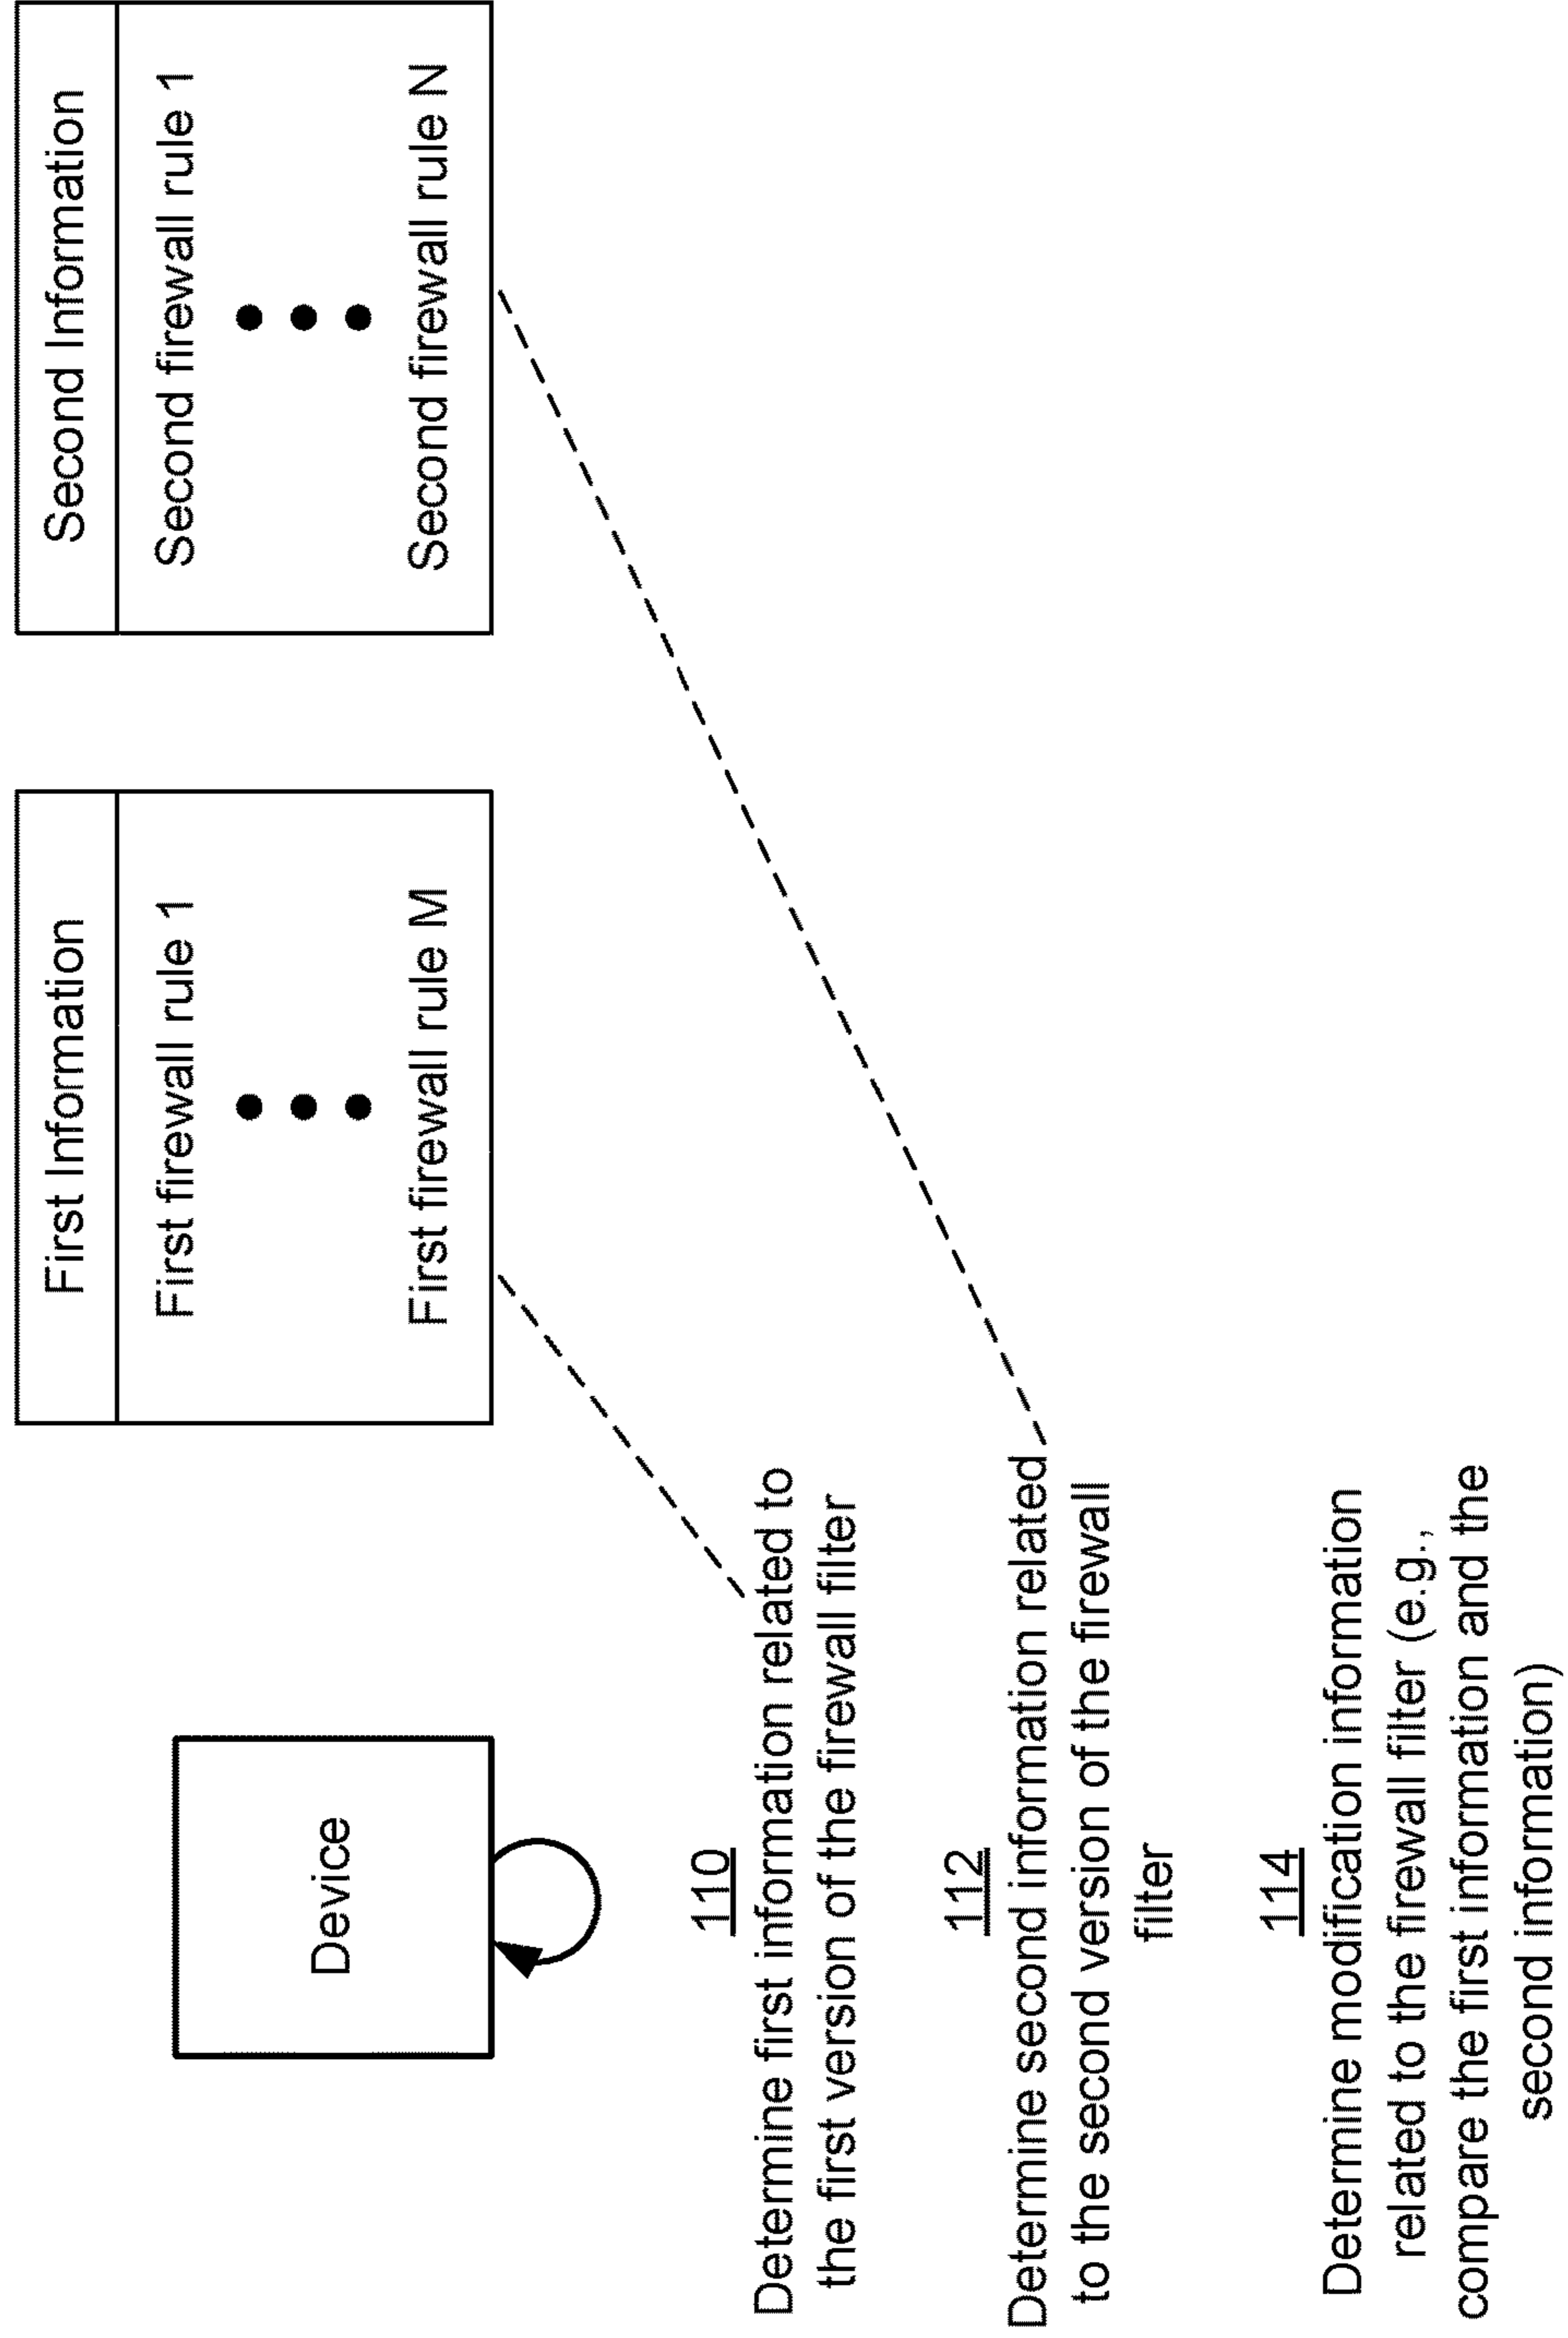 Device
110
Determine first information related to
the first version of the firewall filter
112
Determine second information related
to the second version of the firewall
filter
114
Determine modification information
related to the firewall filter (e.g.,
compare the first information and the
second information)
First Information
First firewall rule 1
First firewall rule M
Second Information
Second firewall rule 1
Second firewall rule N